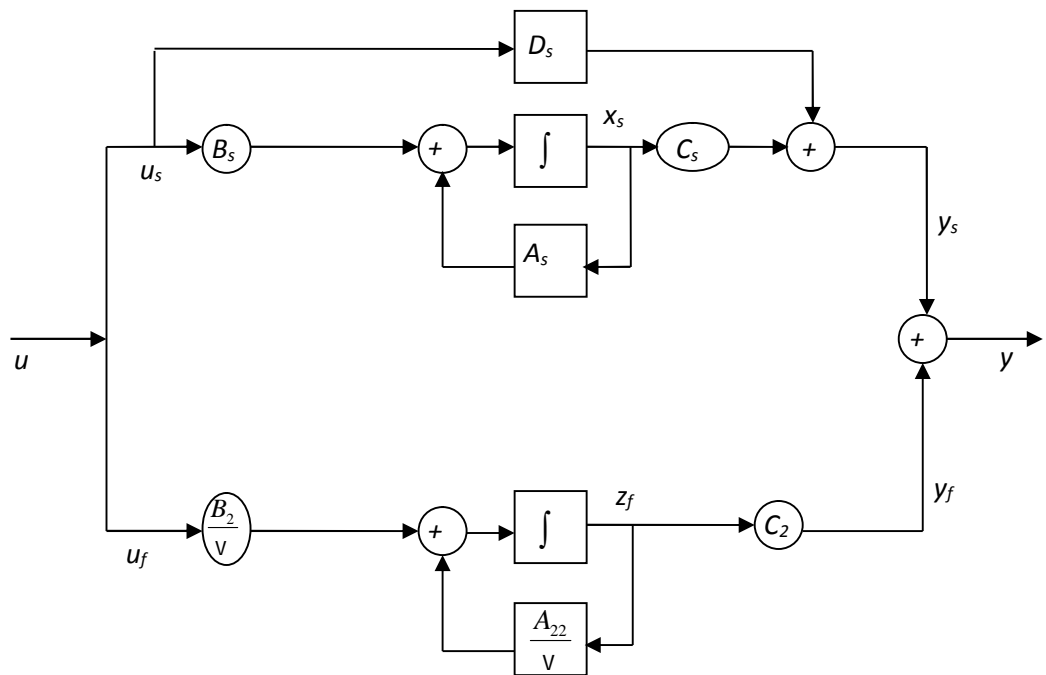 Ds
xs
Bs
+
∫
Cs
+
us
As
ys
u
+
y
zf
yf
B2
V
+
∫
C2
uf
A22
V